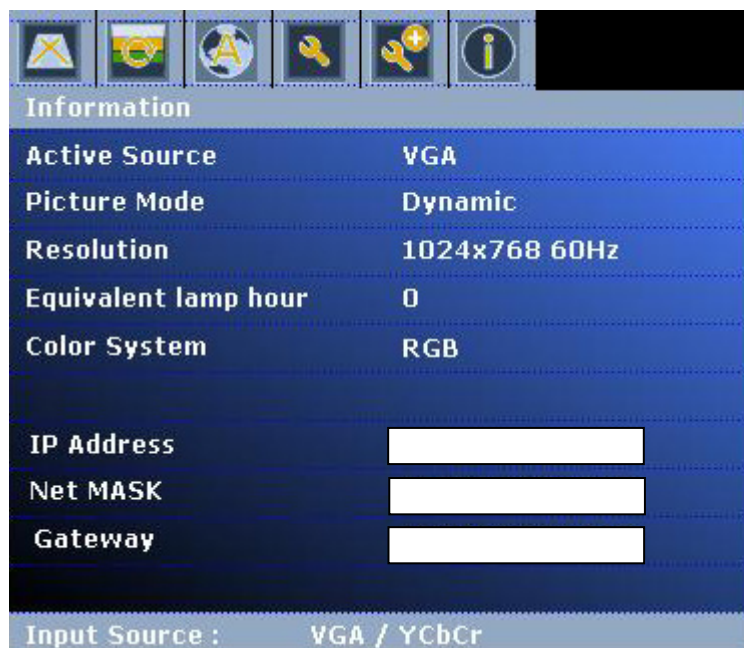 A
i
Information
Active Source VGA
Picture Mode Dynamic
Resolution 1024x768 60Hz
Equivalent lamp hour 0
Color System RGB
IP Address
Net MASK
Gateway
Input Source : VGA / YCbCr